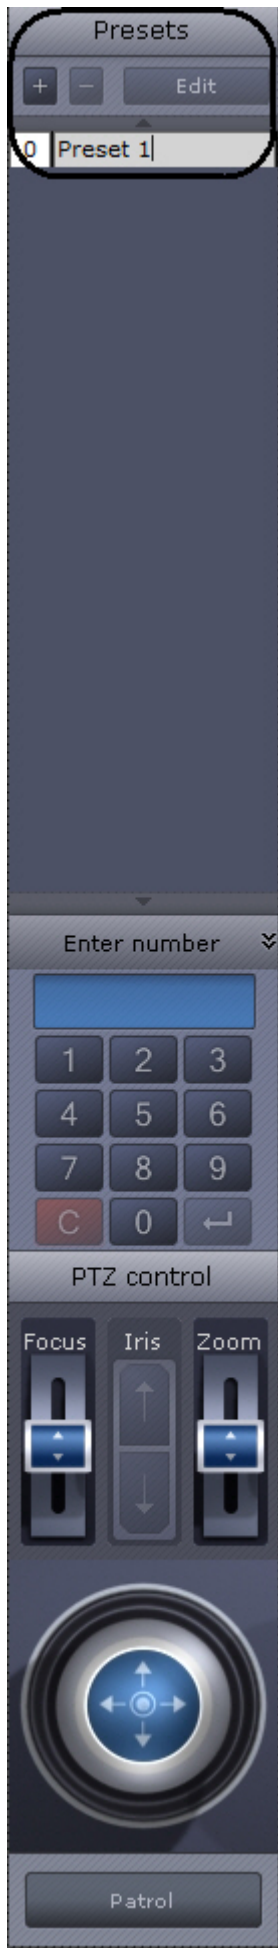 Presets
+ − Edit
0 Preset 1
Enter number
1 2 3
4 5 6
7 8 9
C 0
PTZ control
Focus Iris Zoom
Patrol